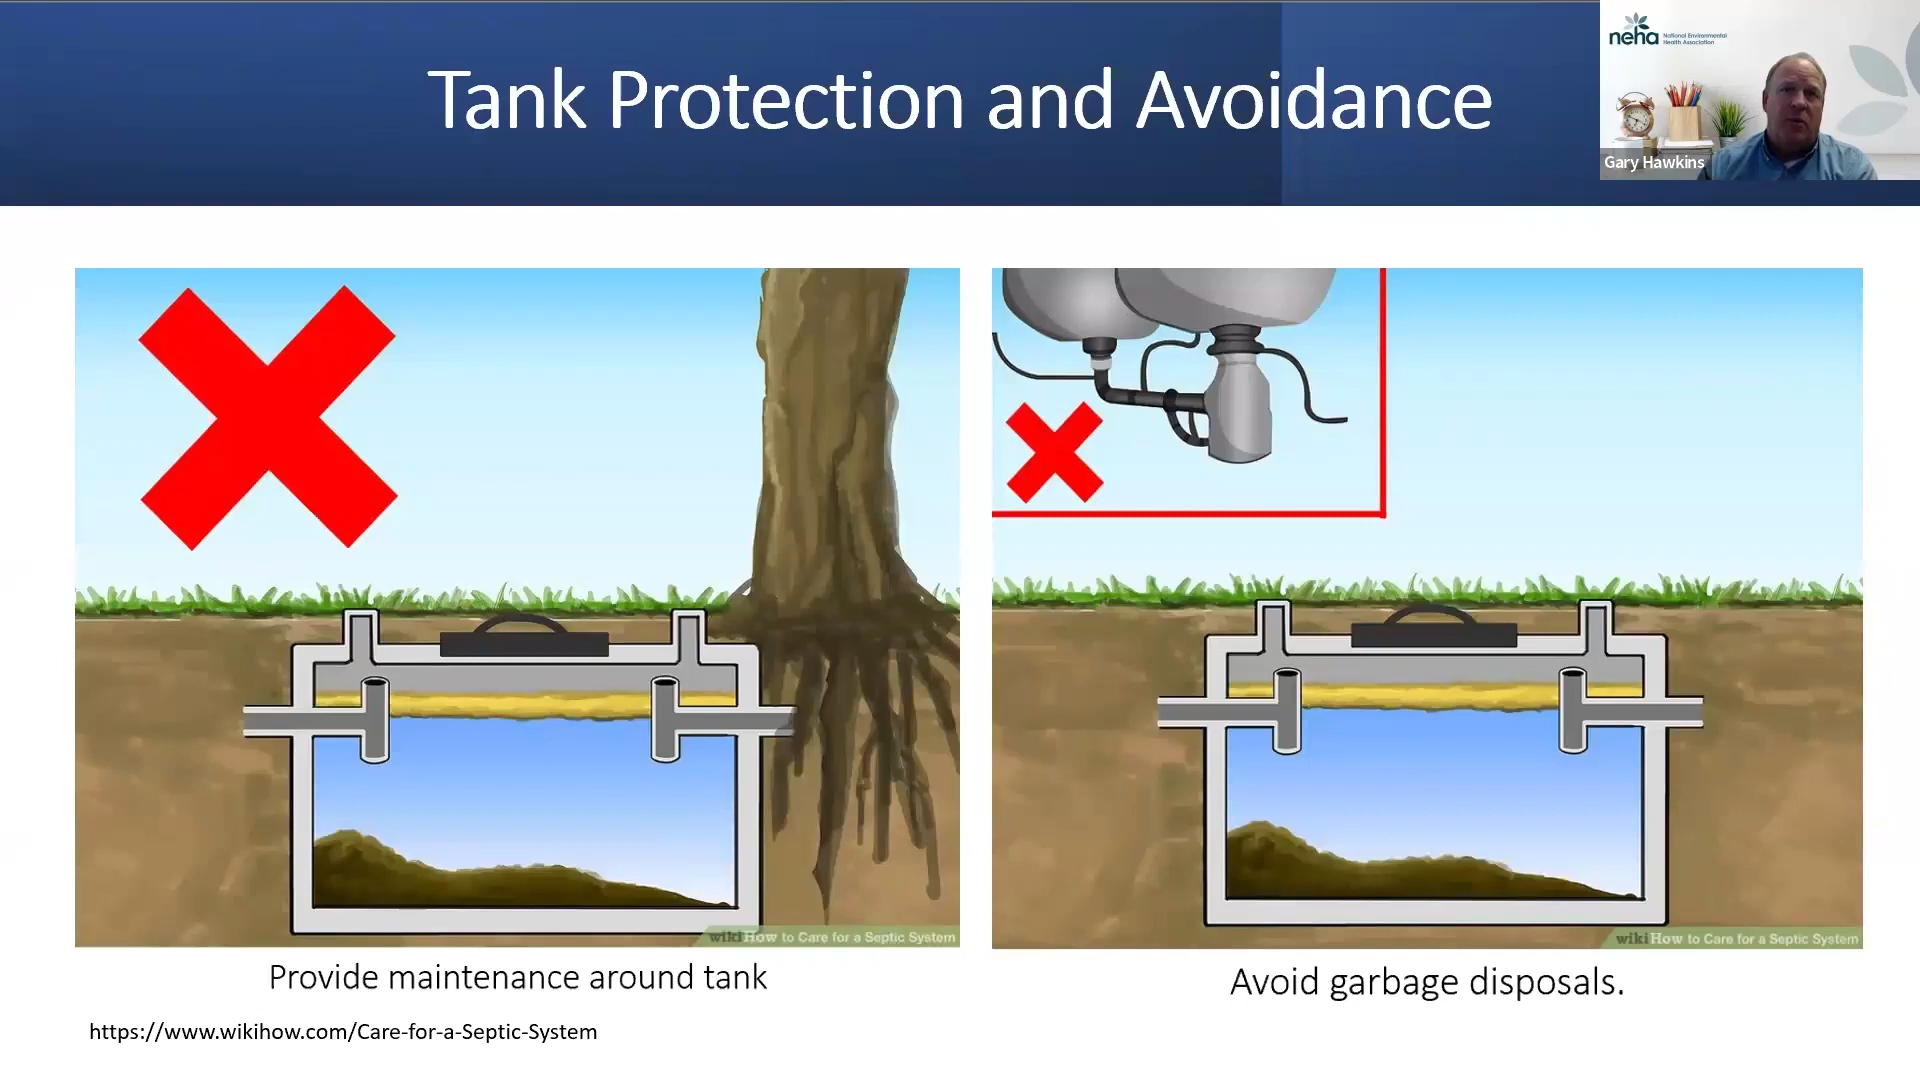 Tank Protection and Avoidance
neha National Environmental
Health Association
Gary Hawkins
wikiHow to Care for a Septic System
wikiHow to Care for a Septic System
Provide maintenance around tank
Avoid garbage disposals.
https://www.wikihow.com/Care-for-a-Septic-System